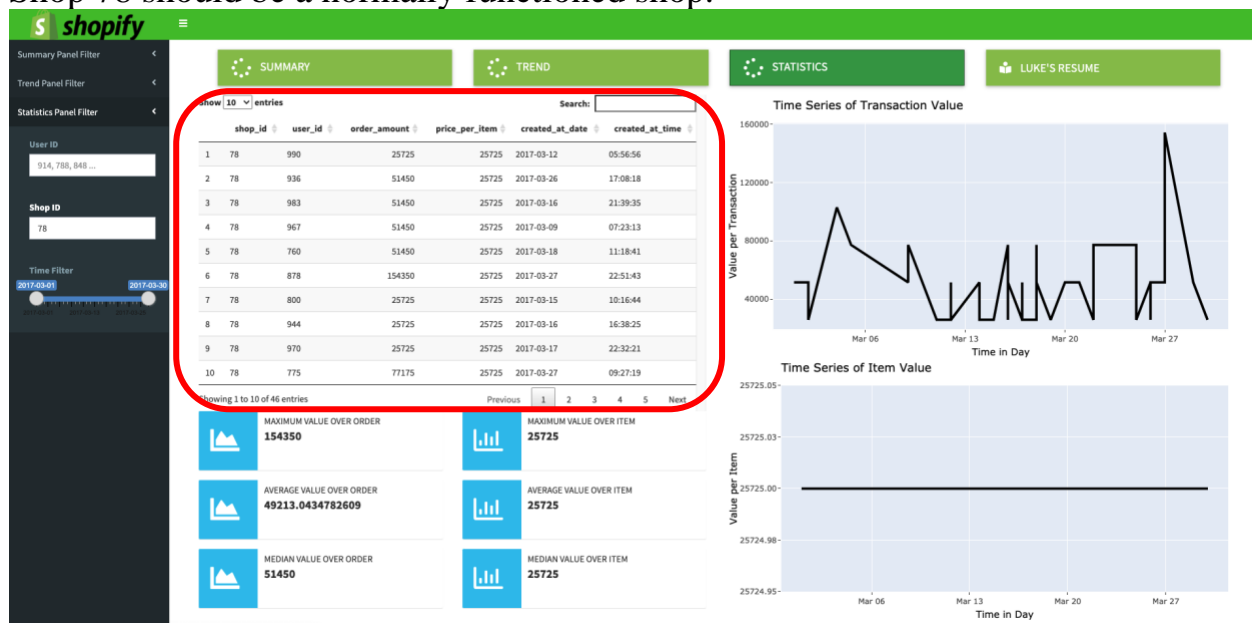 Shop 78 should be a normally functioned shop.
shopify
Summary Panel Filter
Trend Panel Filter
Statistics Panel Filter
User ID
914, 788, 848 ...
Shop ID
78
Time Filter
2017-03-01 2017-03-30
SUMMARY
TREND
STATISTICS
LUKE'S RESUME
Show 10 entries Search:
shop_id user_id order_amount price_per_item created_at_date created_at_time
1 78 990 25725 25725 2017-03-12 05:56:56
2 78 936 51450 25725 2017-03-26 17:08:18
3 78 983 51450 25725 2017-03-16 21:39:35
4 78 967 51450 25725 2017-03-09 07:23:13
5 78 760 51450 25725 2017-03-18 11:18:41
6 78 878 154350 25725 2017-03-27 22:51:43
7 78 800 25725 25725 2017-03-15 10:16:44
8 78 944 25725 25725 2017-03-16 16:38:25
9 78 970 25725 25725 2017-03-17 22:32:21
10 78 775 77175 25725 2017-03-27 09:27:19
Showing 1 to 10 of 46 entries Previous 1 2 3 4 5 Next
MAXIMUM VALUE OVER ORDER
154350
MAXIMUM VALUE OVER ITEM
25725
AVERAGE VALUE OVER ORDER
49213.0434782609
AVERAGE VALUE OVER ITEM
25725
MEDIAN VALUE OVER ORDER
51450
MEDIAN VALUE OVER ITEM
25725
Time Series of Transaction Value
Value per Transaction
160000
120000
80000
40000
Mar 06 Mar 13 Mar 20 Mar 27
Time in Day
Time Series of Item Value
Value per Item
25725.05
25725.03
25725.00
25724.98
25724.95
Mar 06 Mar 13 Mar 20 Mar 27
Time in Day